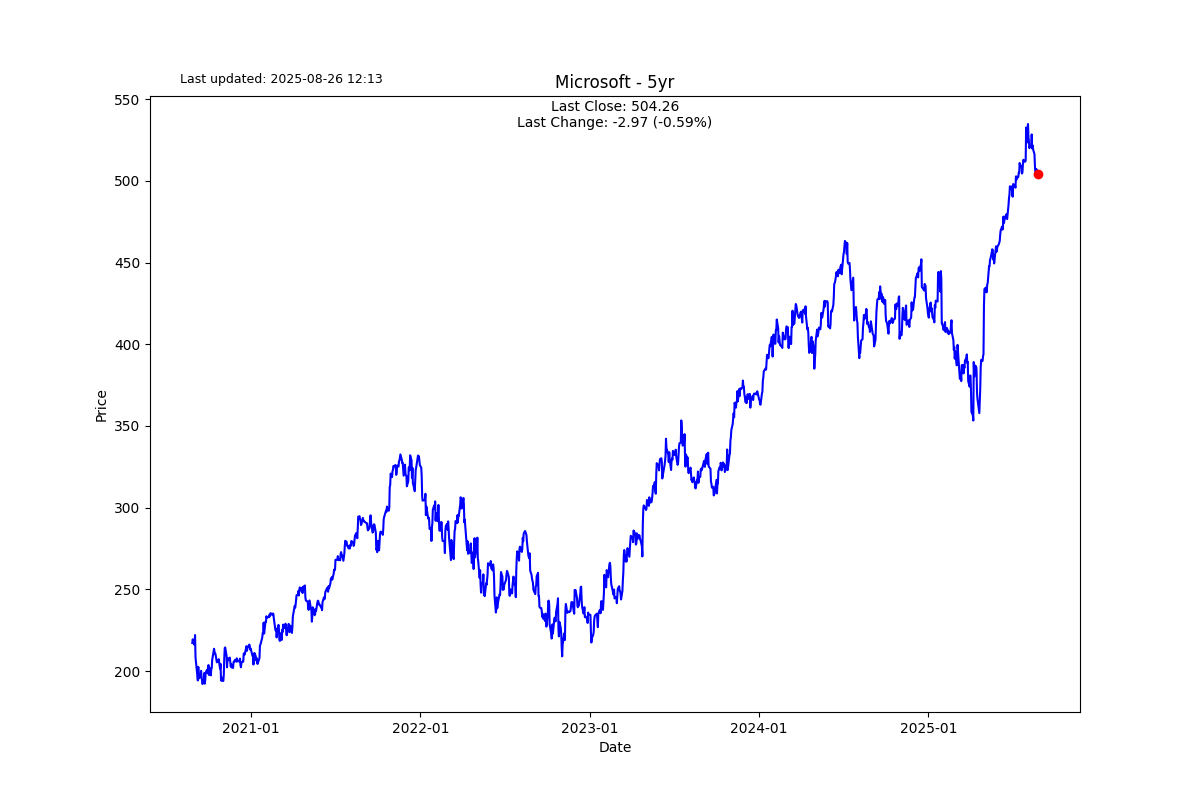 Last updated: 2025-08-26 12:13
Microsoft - 5yr
Last Close: 504.26
Last Change: -2.97 (-0.59%)
550
500
450
400
350
300
250
200
Price
2021-01
2022-01
2023-01
2024-01
2025-01
Date